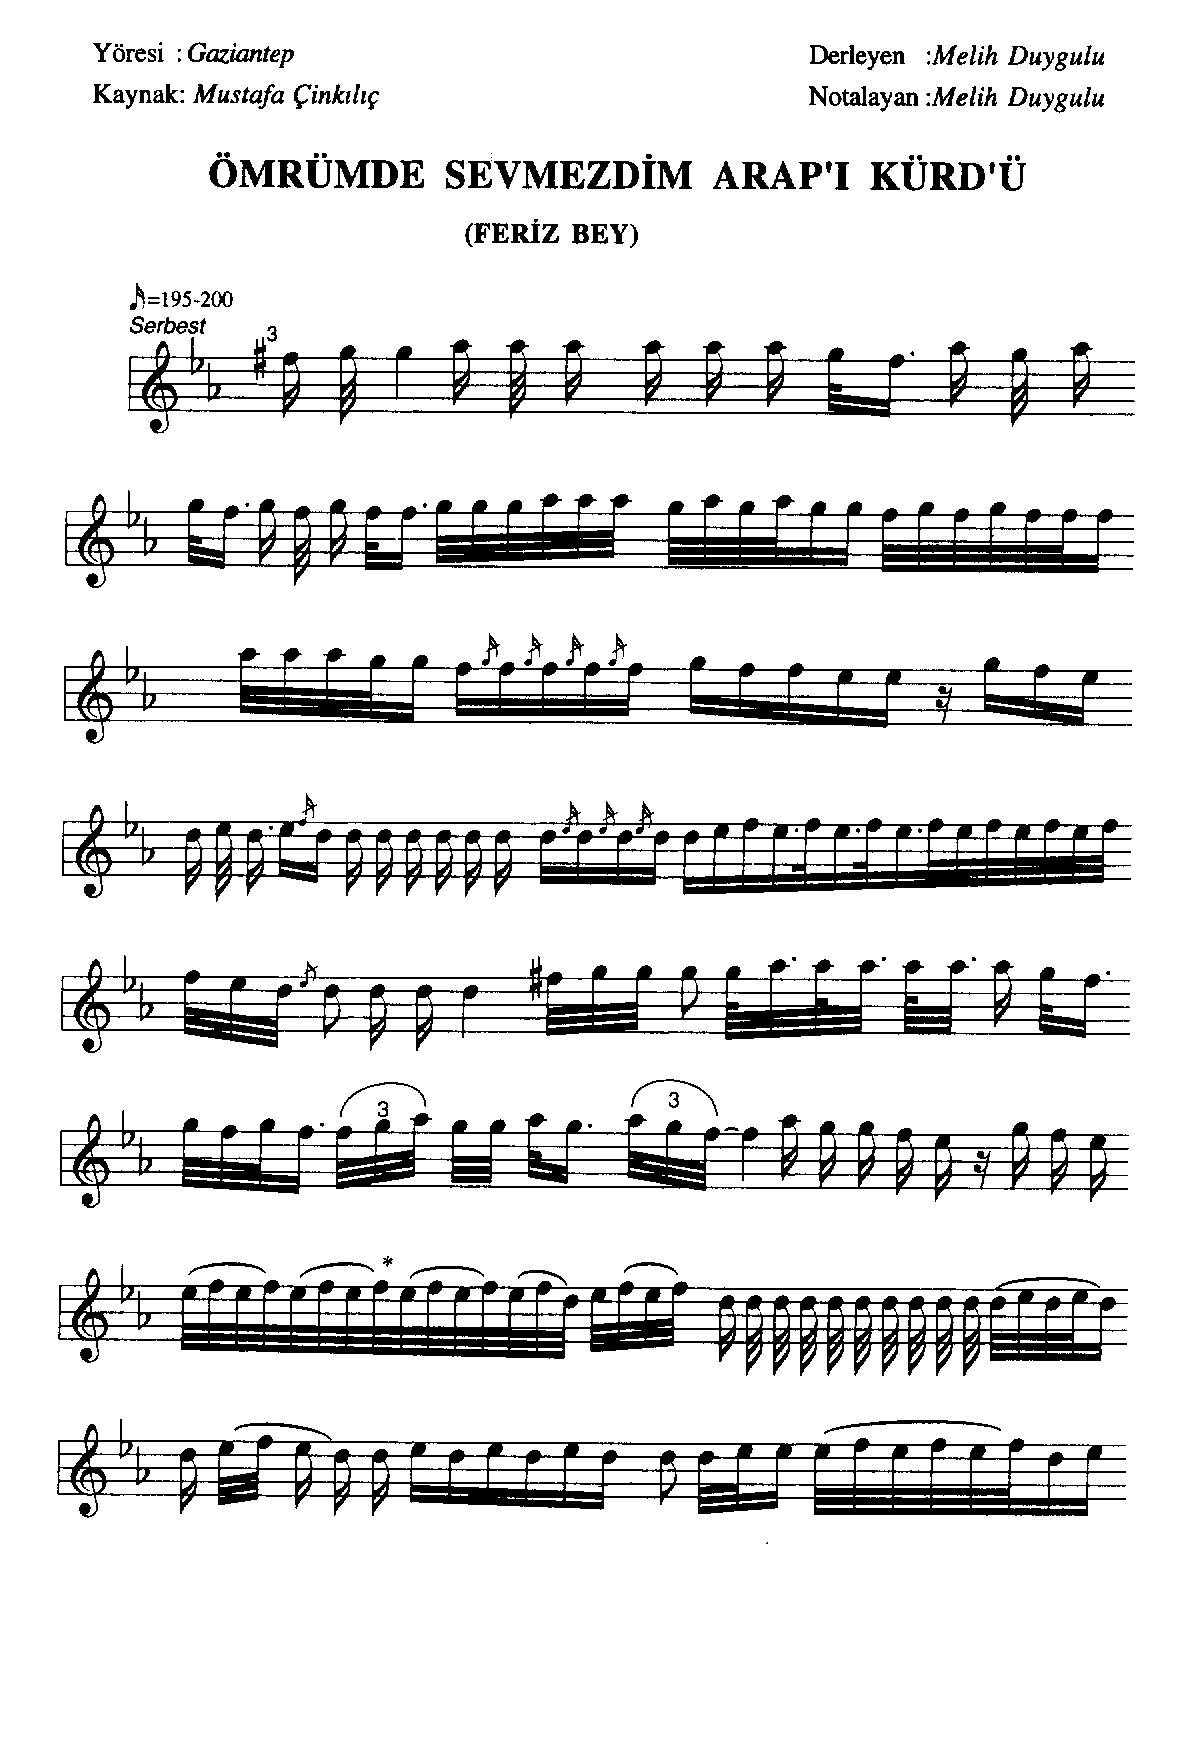 Yöresi : Gaziantep
Derleyen :Melih Duygulu
Kaynak: Mustafa Çinkılıç
Notalayan :Melih Duygulu
ÖMRÜMDE SEVMEZDİM ARAP'I KÜRD'Ü
(FERİZ BEY)
=195-200
Serbest
3
3
3
*